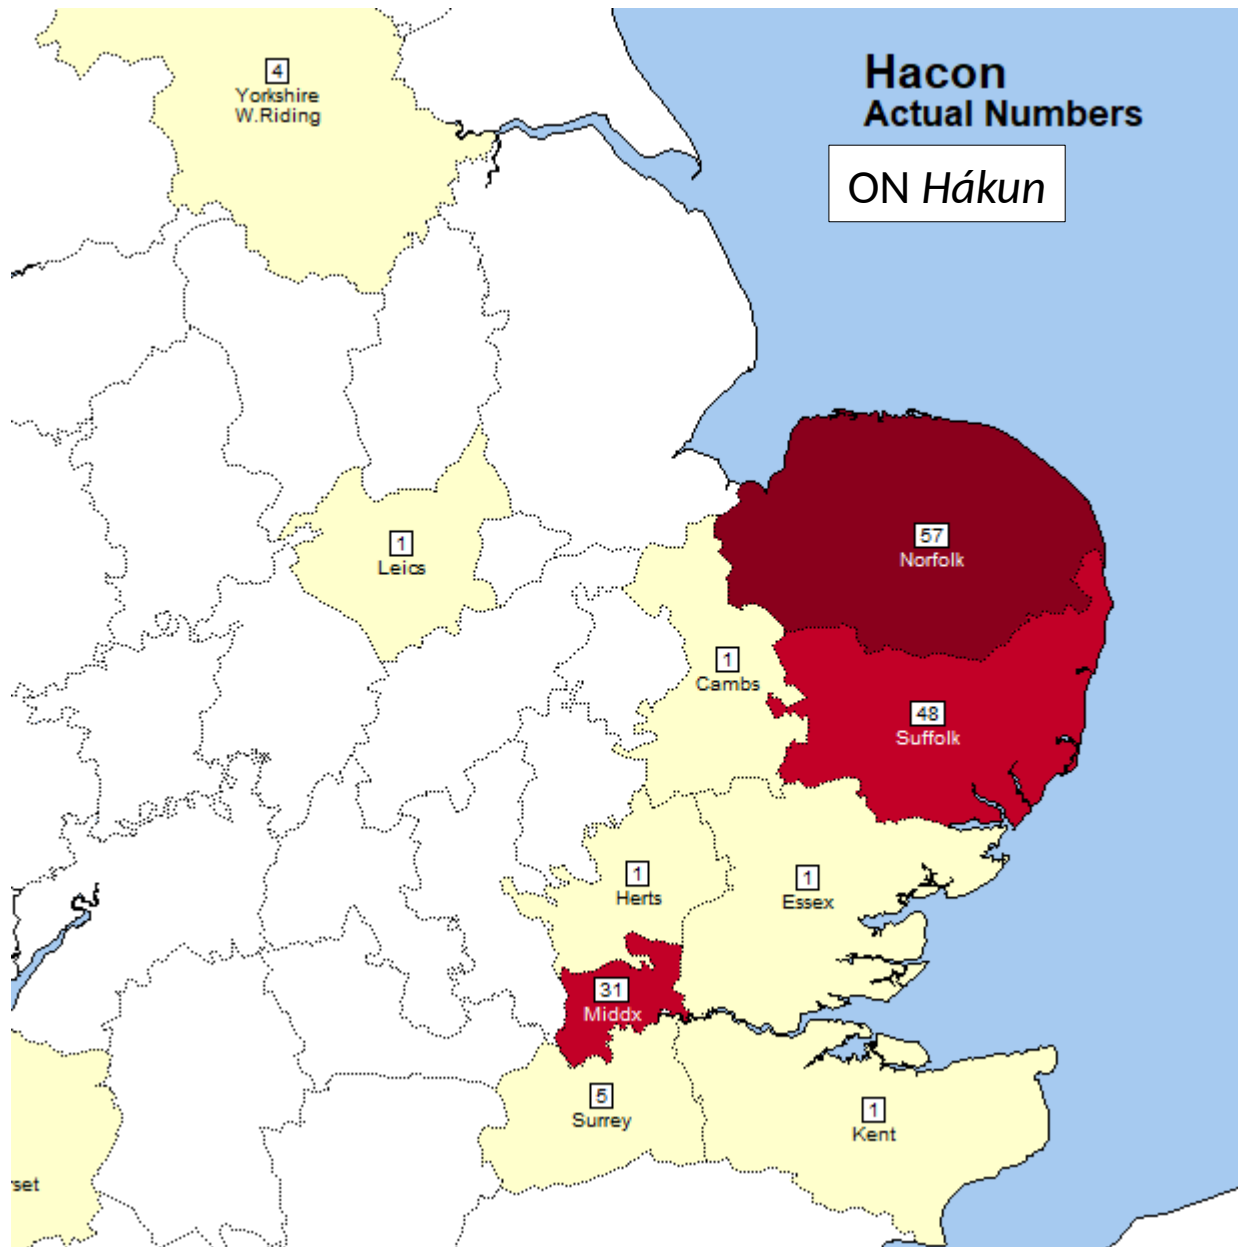 4
Yorkshire
W.Riding
Hacon
Actual Numbers
ON Hákun
57
Norfolk
1
Leics
1
Cambs
48
Suffolk
1
Herts
1
Essex
31
Middx
5
Surrey
1
Kent
set